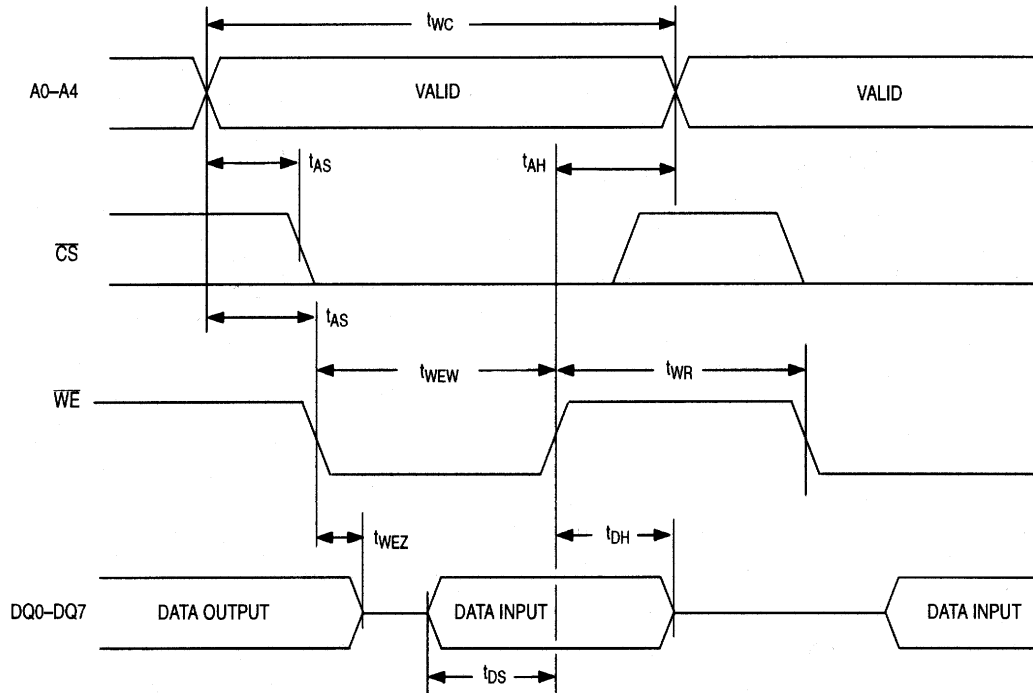 tWC
A0–A4 VALID VALID
tAS tAH
CS
tAS
tWEW tWR
WE
tWEZ tDH
DQ0–DQ7 DATA OUTPUT DATA INPUT DATA INPUT
tDS